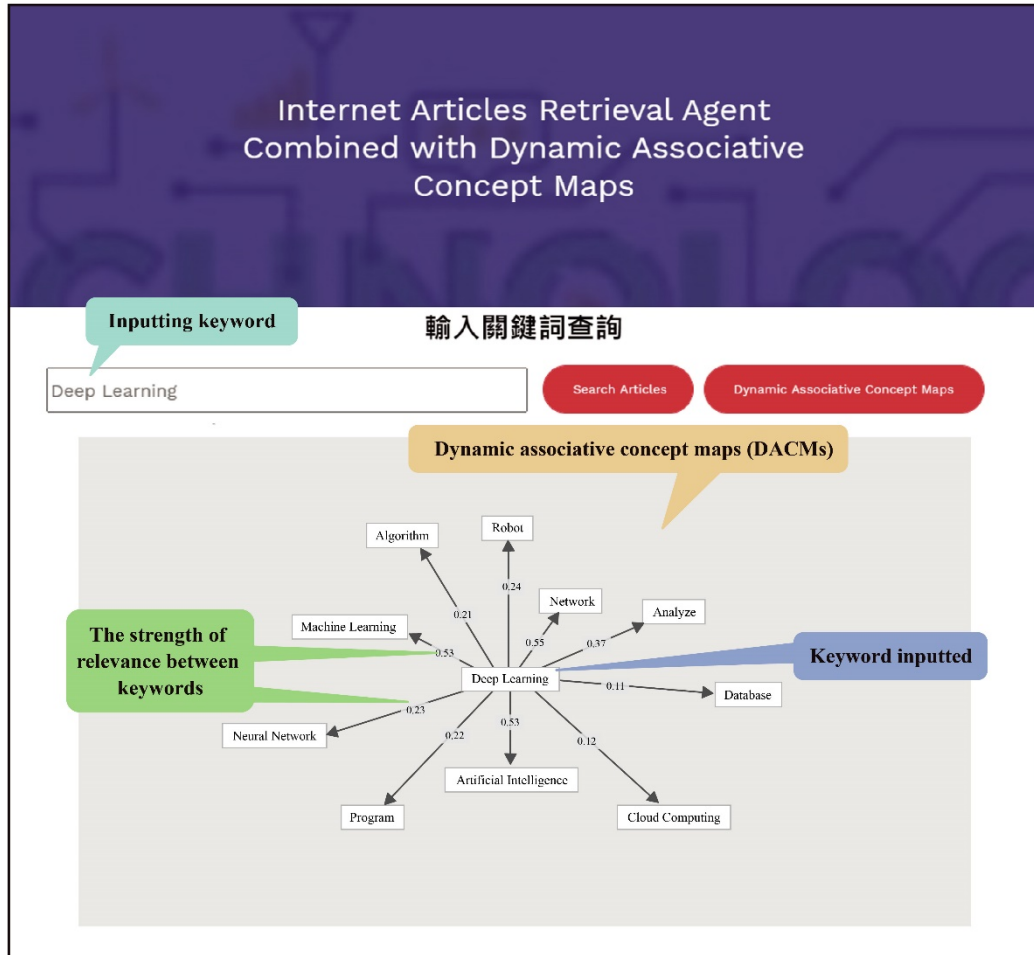 Internet Articles Retrieval Agent
Combined with Dynamic Associative
Concept Maps
Inputting keyword
輸入關鍵詞查詢
Deep Learning
Search Articles
Dynamic Associative Concept Maps
Dynamic associative concept maps (DACMs)
Robot
Algorithm
0.24
Network
Analyze
0.21
Machine Learning
The strength of
relevance between
keywords
0.53
0.55
0.37
Keyword inputted
Deep Learning
0.11
Database
0.23
Neural Network
0.22
0.53
0.12
Artificial Intelligence
Program
Cloud Computing